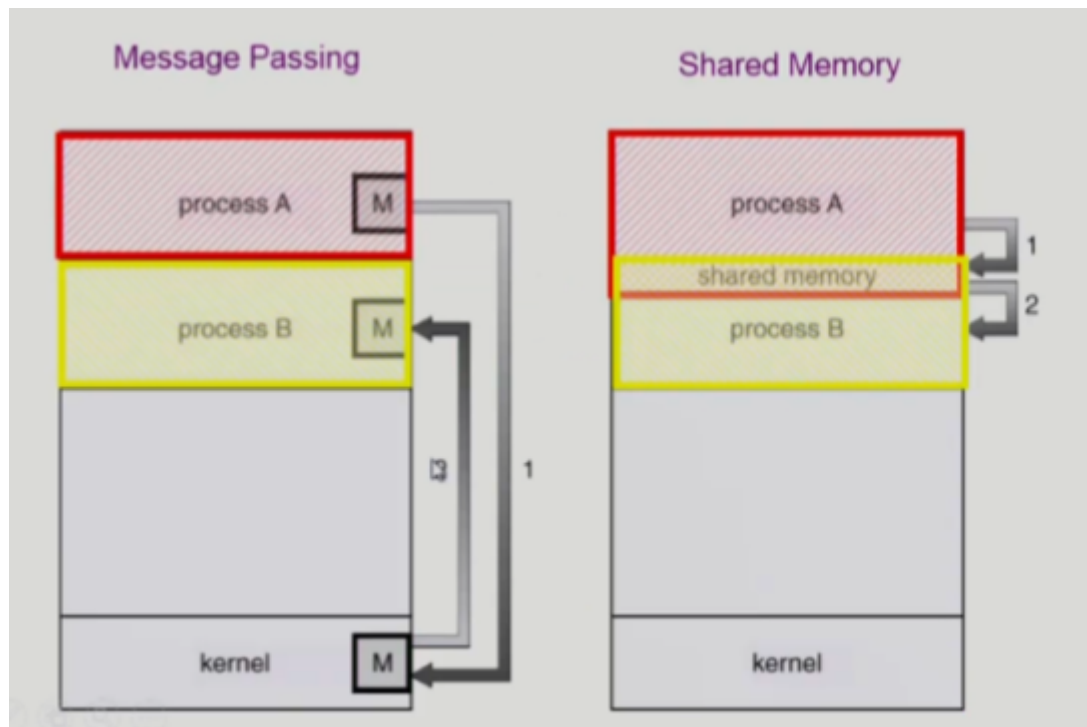 Message Passing
process A
M
process B
M
1
kernel
M
Shared Memory
process A
1
shared memory
2
process B
kernel